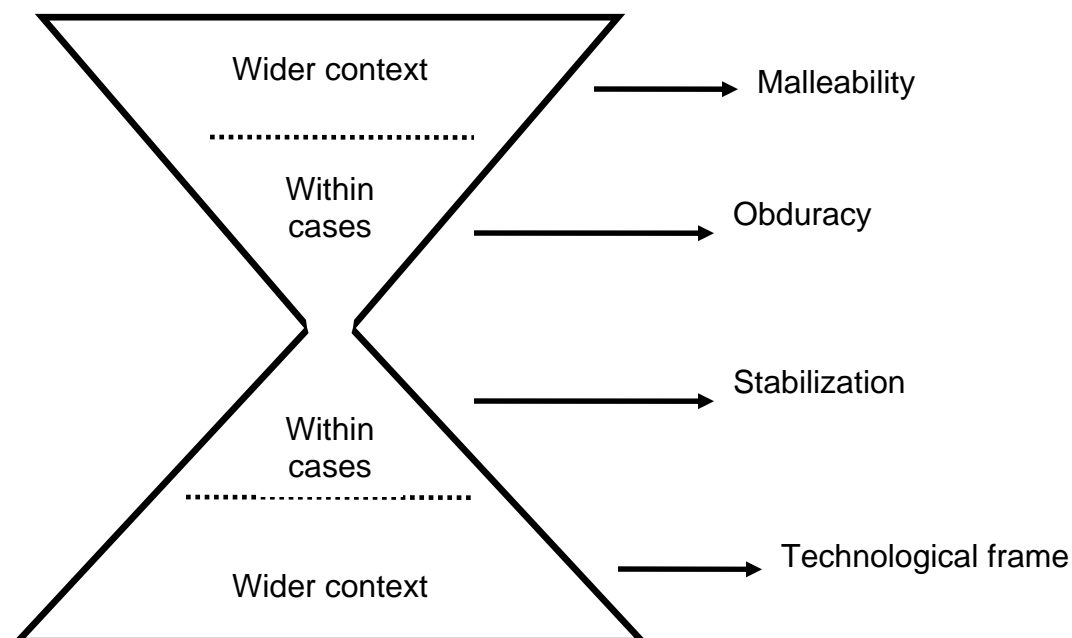 Wider context
Malleability
Within
cases
Obduracy
Stabilization
Within
cases
Technological frame
Wider context